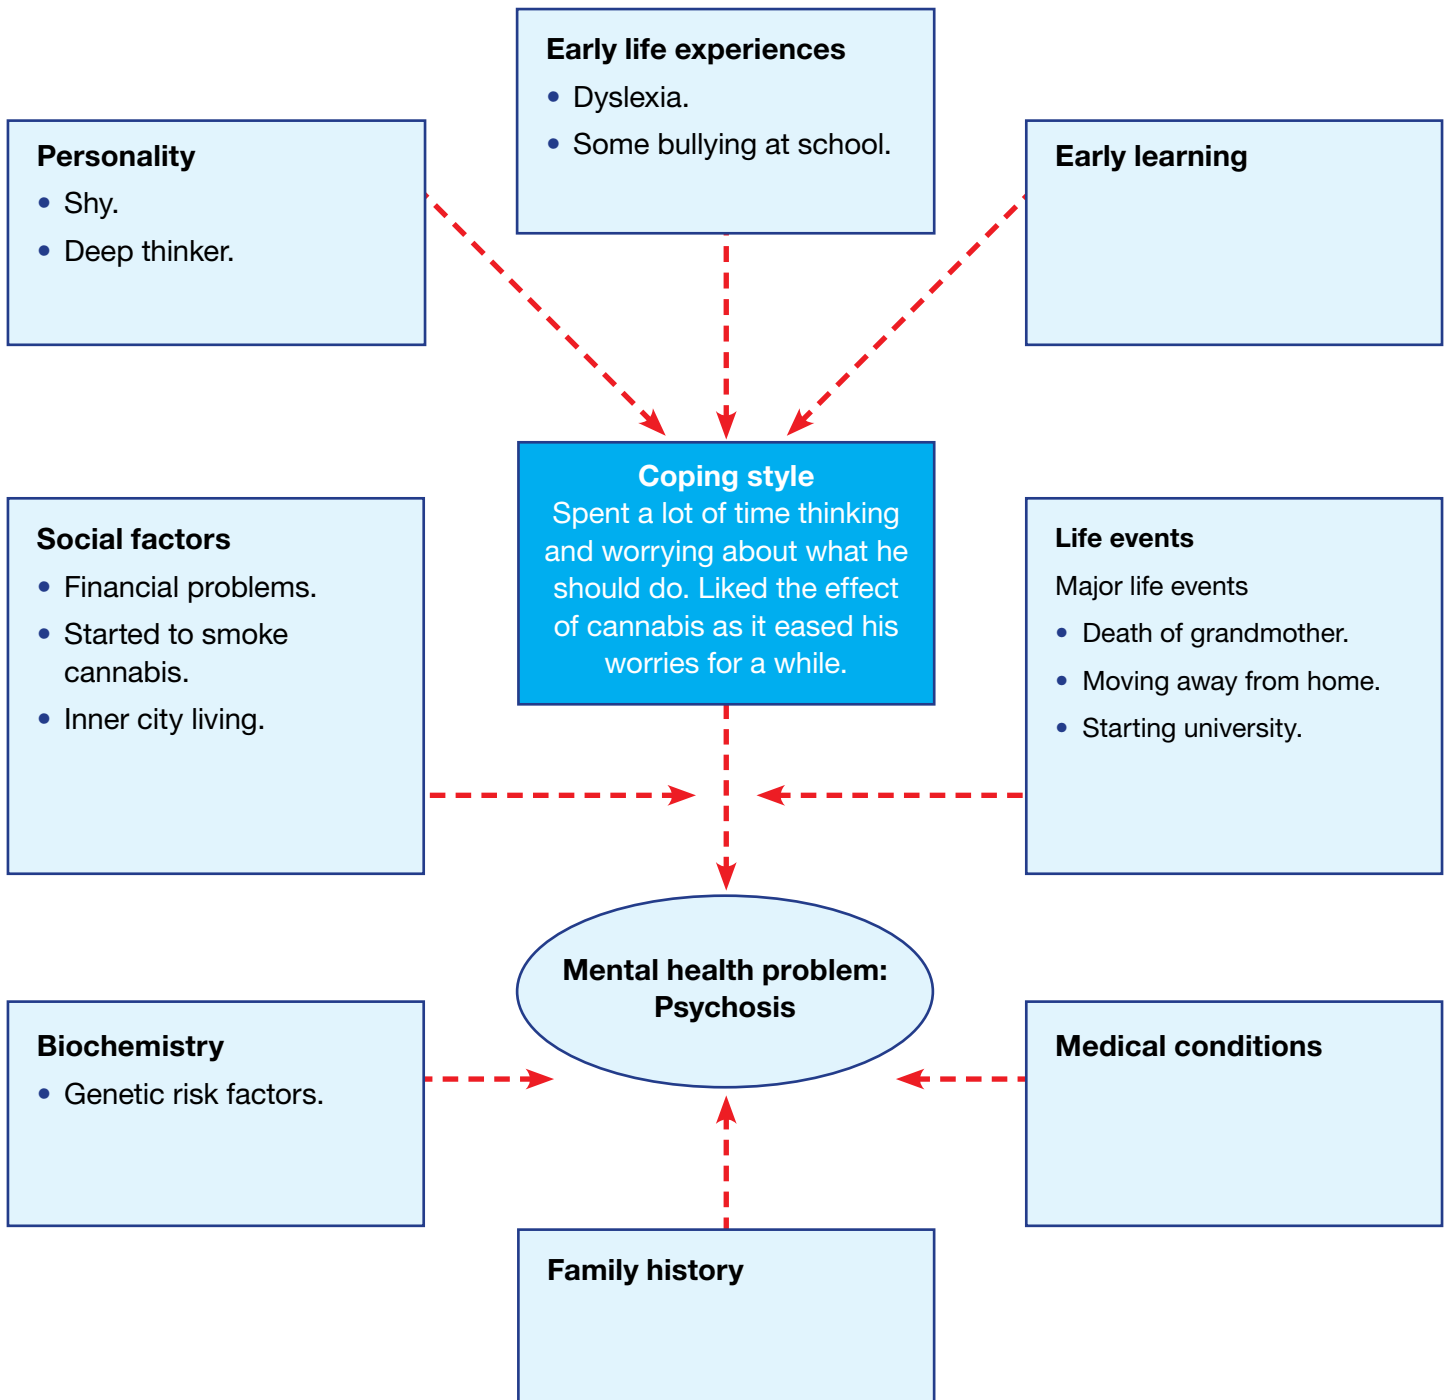 Early life experiences
• Dyslexia.
• Some bullying at school.
Personality
• Shy.
• Deep thinker.
Early learning
Coping style
Spent a lot of time thinking
and worrying about what he
should do. Liked the effect
of cannabis as it eased his
worries for a while.
Social factors
• Financial problems.
• Started to smoke
cannabis.
• Inner city living.
Life events
Major life events
• Death of grandmother.
• Moving away from home.
• Starting university.
Mental health problem:
Psychosis
Biochemistry
• Genetic risk factors.
Medical conditions
Family history